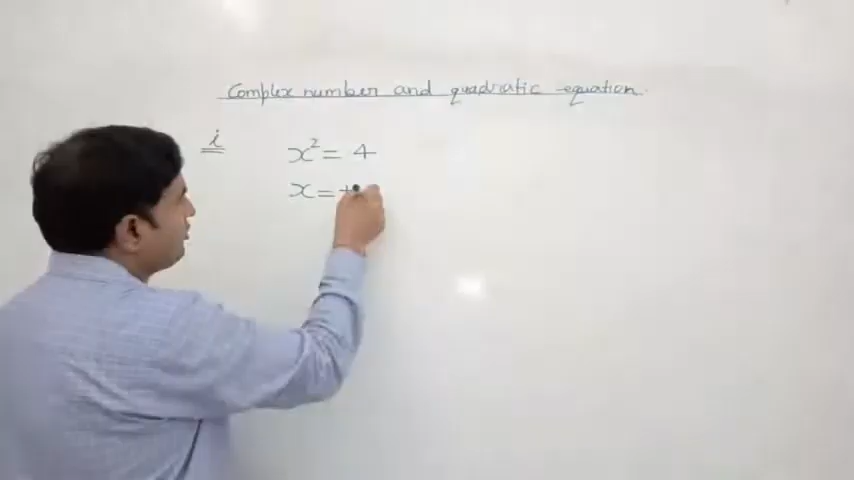 Complex number and quadratic equation
i
x² = 4
x =